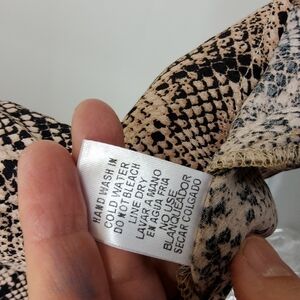 HAND WASH IN
COLD WATER
DO NOT BLEACH
LINE DRY
LAVAR A MANO
EN AGUA FRIA
NO USAR
BLANQUEADOR
SECAR COLGADO